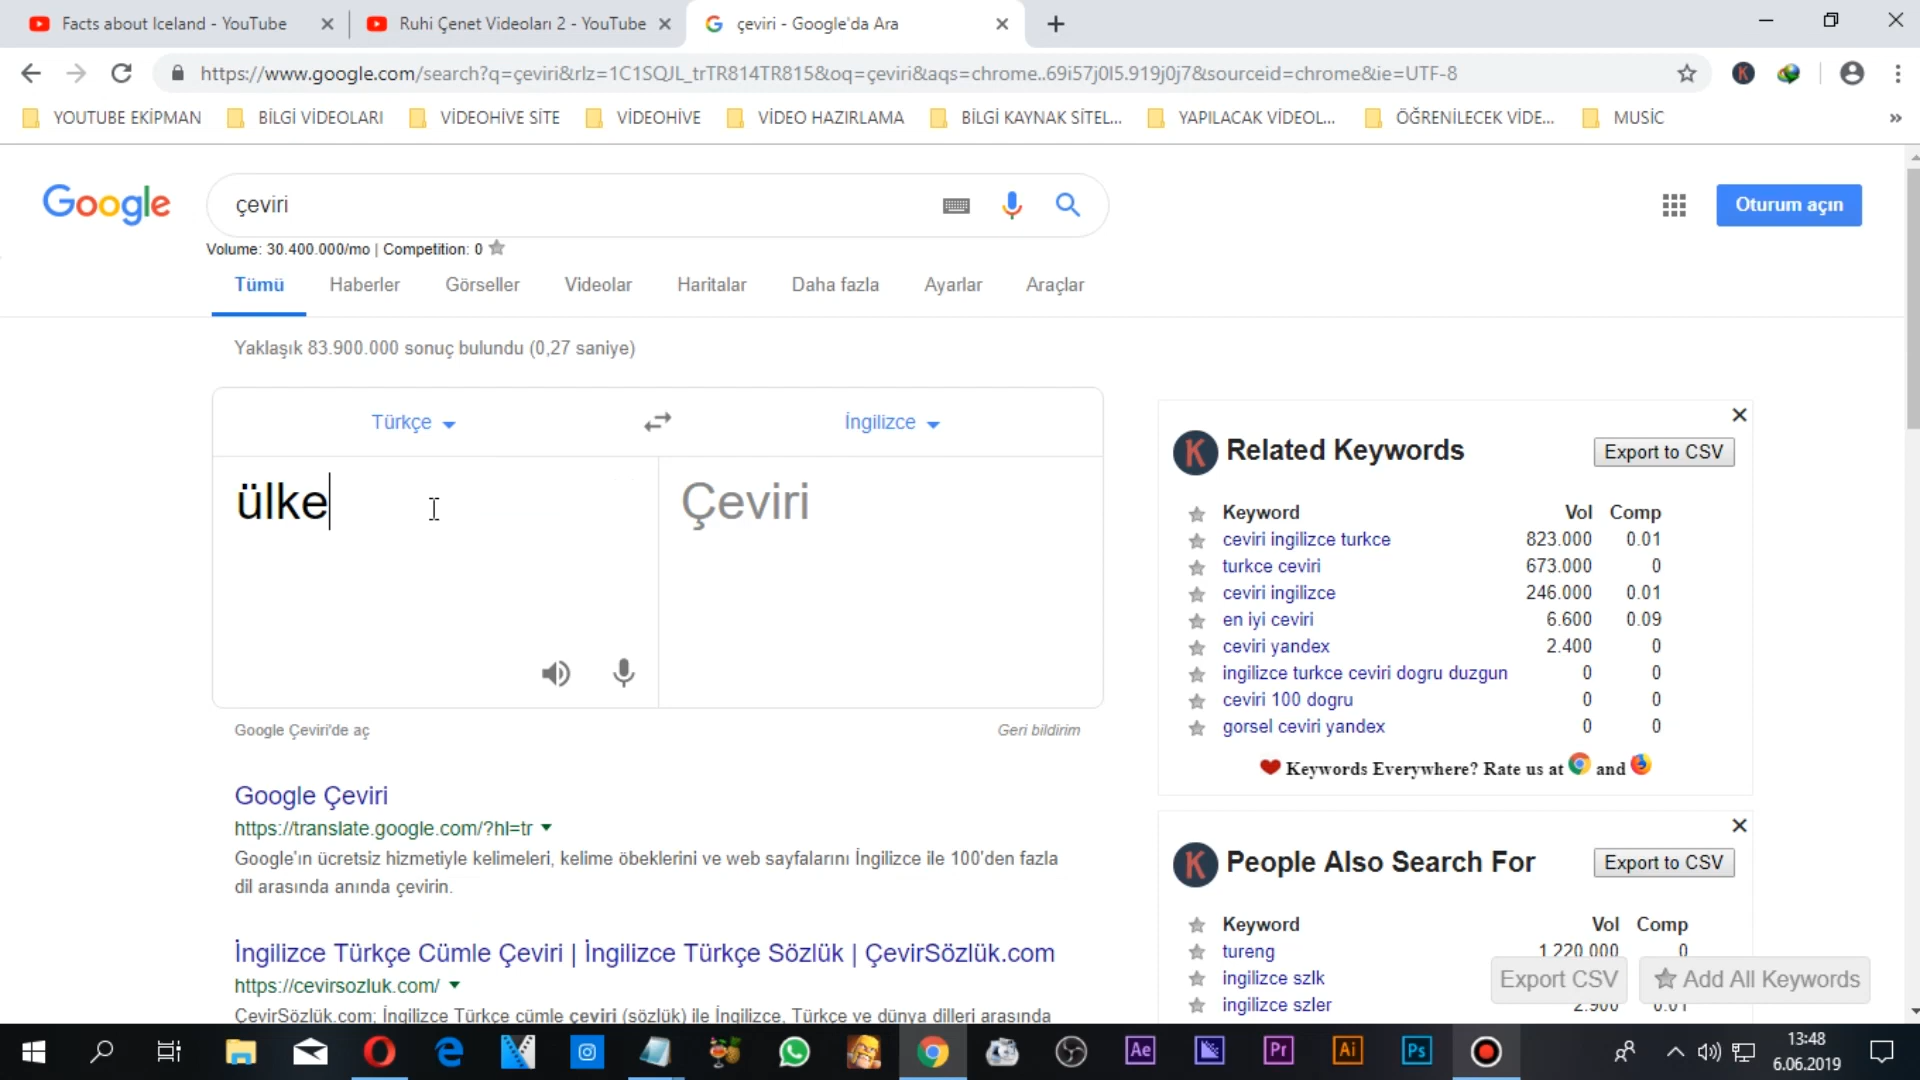 Facts about Iceland - YouTube
Ruhi Çenet Videoları 2 - YouTube
çeviri - Google'da Ara
https://www.google.com/search?q=çeviri&rlz=1C1SQJL_trTR814TR815&oq=çeviri&aqs=chrome..69i57j0l5.919j0j7&sourceid=chrome&ie=UTF-8
YOUTUBE EKİPMAN
BİLGİ VİDEOLARI
VİDEOHİVE SİTE
VİDEOHİVE
VİDEO HAZIRLAMA
BİLGİ KAYNAK SİTEL...
YAPILACAK VİDEOL...
ÖĞRENİLECEK VİDE...
MUSİC
Google
çeviri
Oturum açın
Volume: 30.400.000/mo | Competition: 0
Tümü
Haberler
Görseller
Videolar
Haritalar
Daha fazla
Ayarlar
Araçlar
Yaklaşık 83.900.000 sonuç bulundu (0,27 saniye)
Türkçe
İngilizce
ülke
Çeviri
Google Çeviri'de aç
Geri bildirim
Google Çeviri
https://translate.google.com/?hl=tr
Google'ın ücretsiz hizmetiyle kelimeleri, kelime öbeklerini ve web sayfalarını İngilizce ile 100'den fazla
dil arasında anında çevirin.
İngilizce Türkçe Cümle Çeviri | İngilizce Türkçe Sözlük | ÇevirSözlük.com
https://cevirsozluk.com/
ÇevirSözlük.com; İngilizce Türkçe cümle çeviri (sözlük) ile İngilizce, Türkçe ve dünya dilleri arasında
K Related Keywords
Export to CSV
Keyword Vol Comp
ceviri ingilizce turkce 823.000 0.01
turkce ceviri 673.000 0
ceviri ingilizce 246.000 0.01
en iyi ceviri 6.600 0.09
ceviri yandex 2.400 0
ingilizce turkce ceviri dogru duzgun 0 0
ceviri 100 dogru 0 0
gorsel ceviri yandex 0 0
Keywords Everywhere? Rate us at and
K People Also Search For
Export to CSV
Keyword Vol Comp
tureng 1.220.000 0
ingilizce szlk
ingilizce szler 2.900 0.01
Export CSV
Add All Keywords
Ae
Pr
Ai
Ps
13:48
6.06.2019